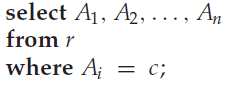 select A₁, A₂, . . . , Aₙ
from r
where Aᵢ = c;